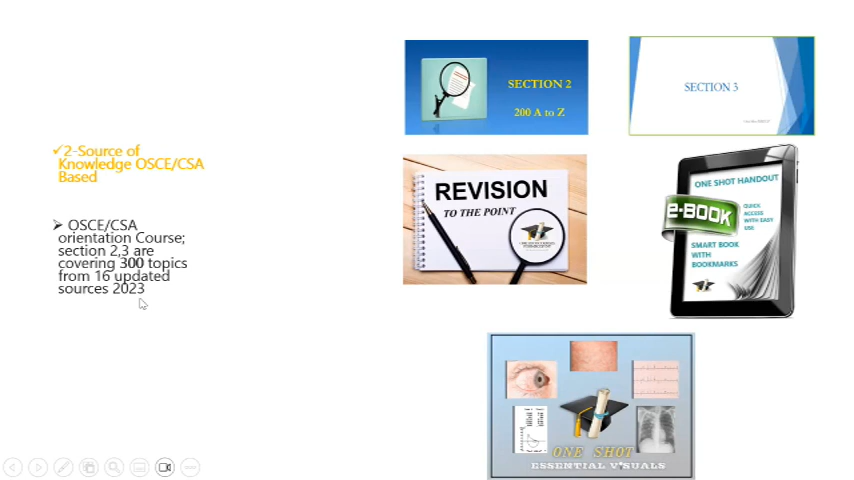 ✓2-Source of
Knowledge OSCE/CSA
Based
➢ OSCE/CSA
orientation Course;
section 2,3 are
covering 300 topics
from 16 updated
sources 2023
SECTION 2
200 A to Z
SECTION 3
REVISION
TO THE POINT
ONE SHOT HANDOUT
2-BOOK
QUICK
ACCESS
WITH EASY
USE
SMART BOOK
WITH
BOOKMARKS
ONE SHOT
ESSENTIAL VISUALS